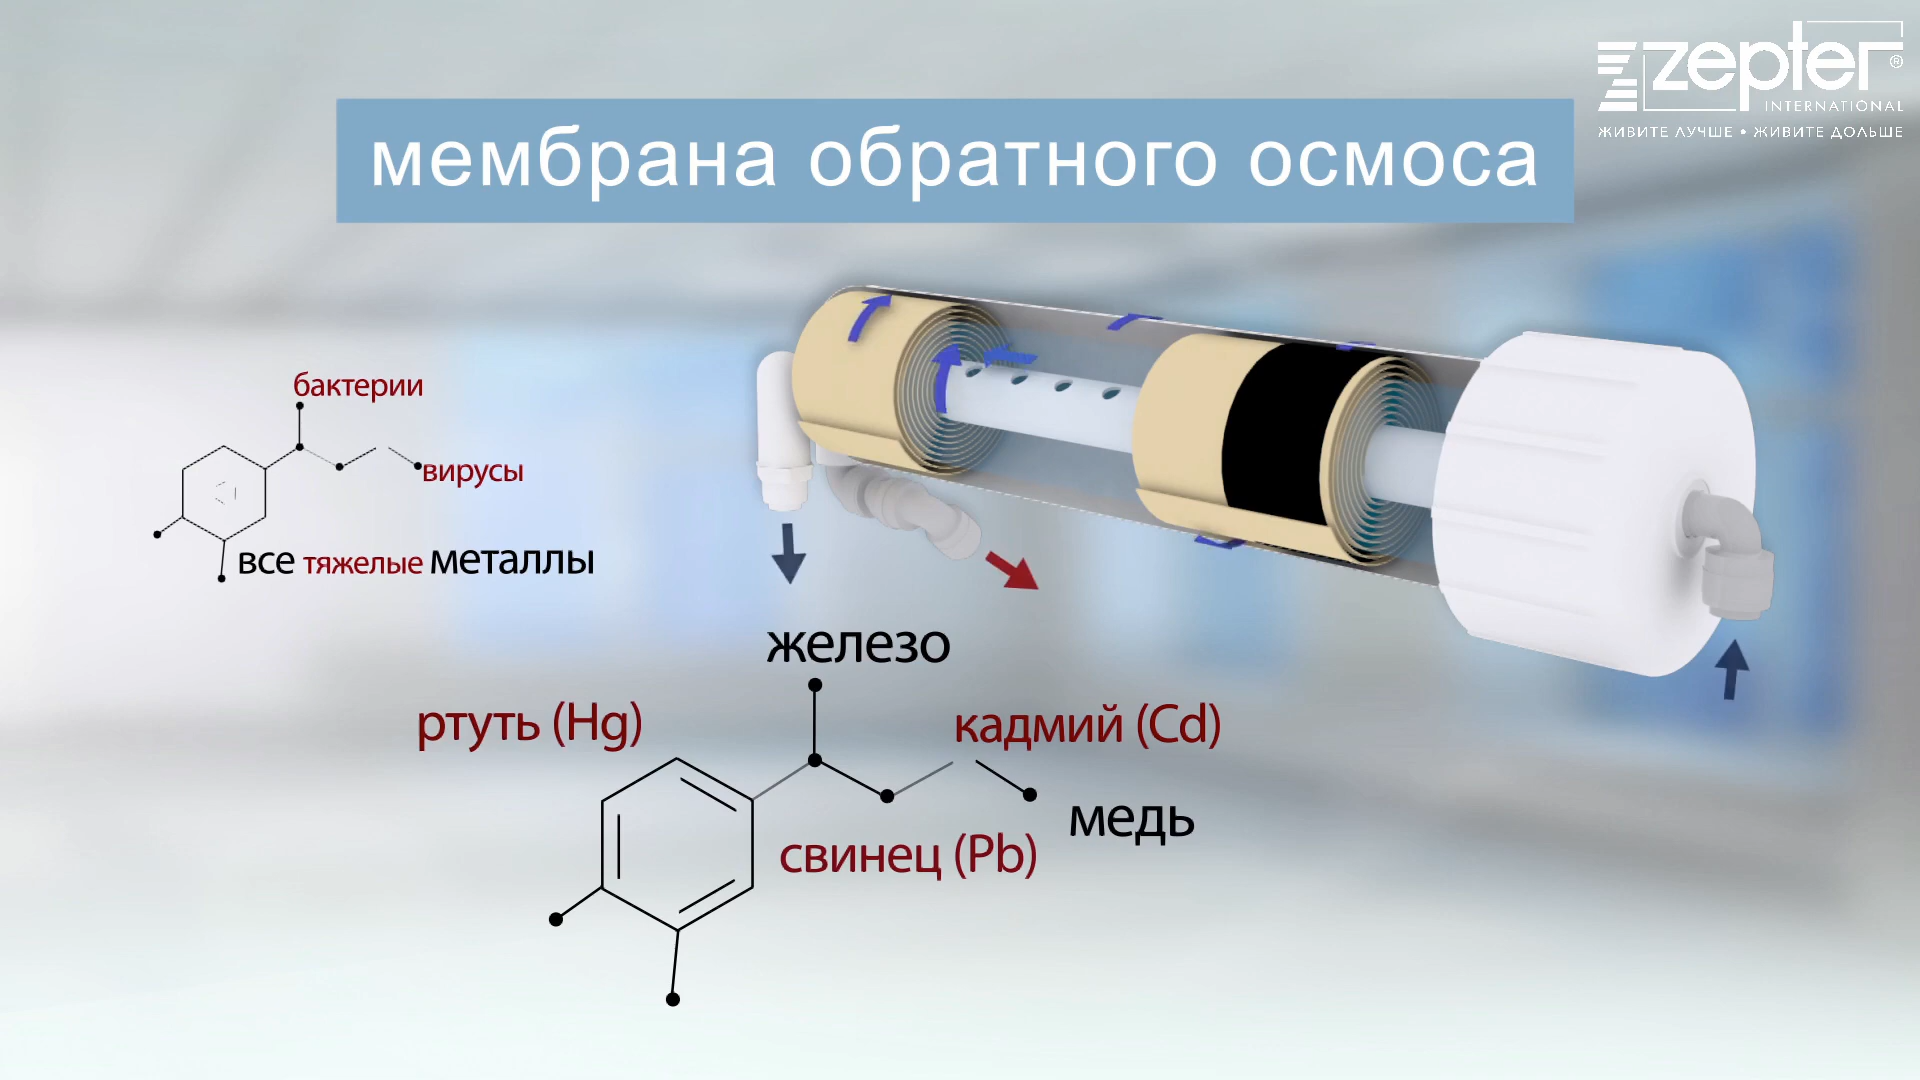 zepter®
INTERNATIONAL
ЖИВИТЕ ЛУЧШЕ • ЖИВИТЕ ДОЛЬШЕ
мембрана обратного осмоса
бактерии
вирусы
все тяжелые металлы
железо
ртуть (Hg)
кадмий (Cd)
медь
свинец (Pb)